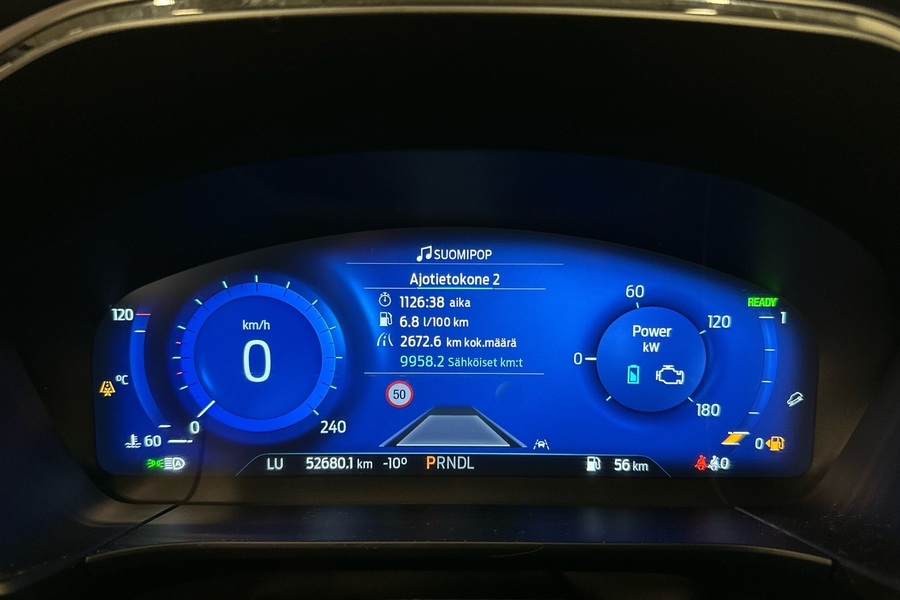 SUOMIPOP
Ajotietokone 2
1126:38 aika
6.8 l/100 km
2672.6 km kok.määrä
9958.2 Sähköiset km:t
50
120
°C
60
km/h
0
0
240
60
0
120
180
Power
kW
READY
1
0
A
LU 52680.1 km -10° PRNDL 56 km